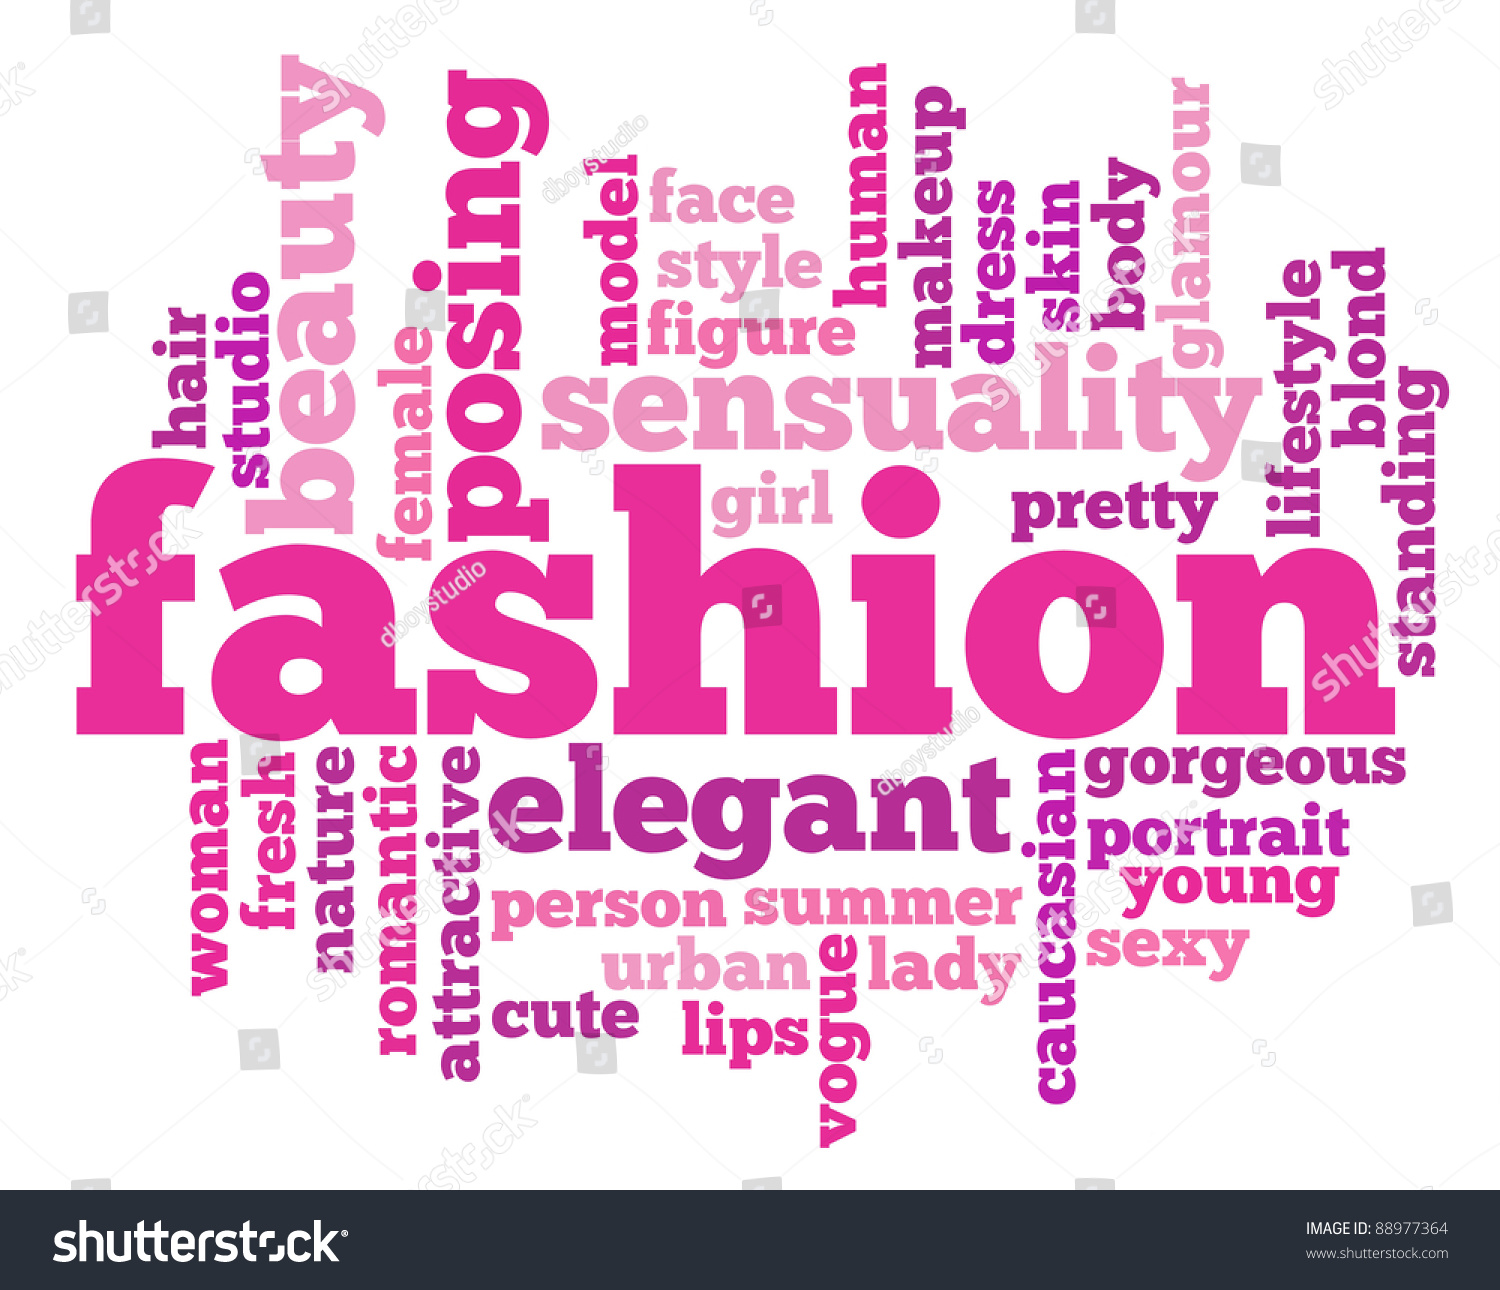 hair
studio
beauty
female
posing
model
face
style
figure
human
makeup
dress
skin
body
glamour
sensuality
girl
pretty
lifestyle
blond
standing
fashion
woman
fresh
nature
romantic
attractive
elegant
person summer
urban lady
cute
lips
vogue
caucasian
gorgeous
portrait
young
sexy
shutterstock
dboystudio
dboystudio
dboystudio
shutterstock
IMAGE ID: 88977364
www.shutterstock.com